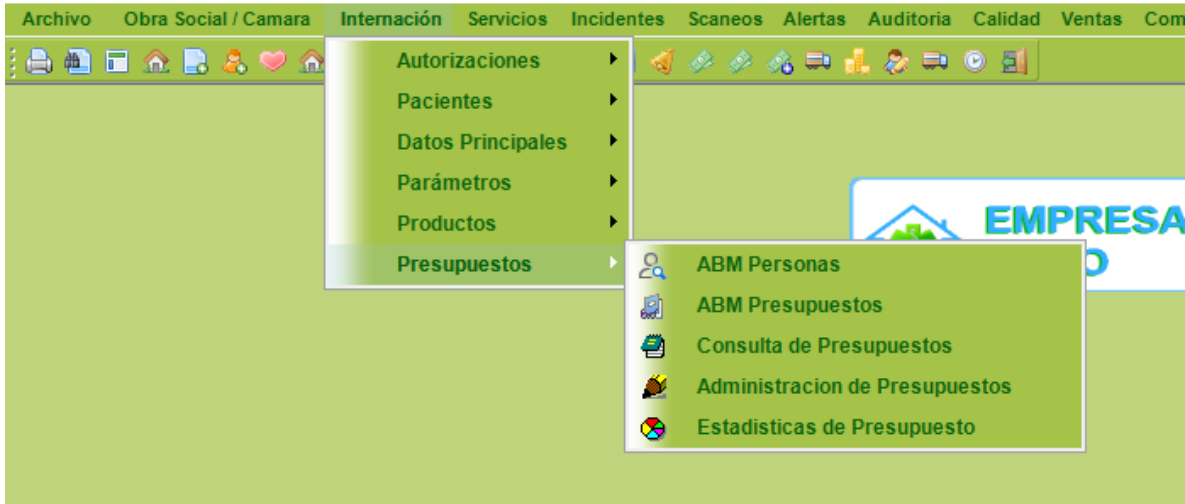 Archivo Obra Social / Camara Internación Servicios Incidentes Scaneos Alertas Auditoria Calidad Ventas Com
Autorizaciones
Pacientes
Datos Principales
Parámetros
Productos
Presupuestos
EMPRESA
O
ABM Personas
ABM Presupuestos
Consulta de Presupuestos
Administracion de Presupuestos
Estadisticas de Presupuesto